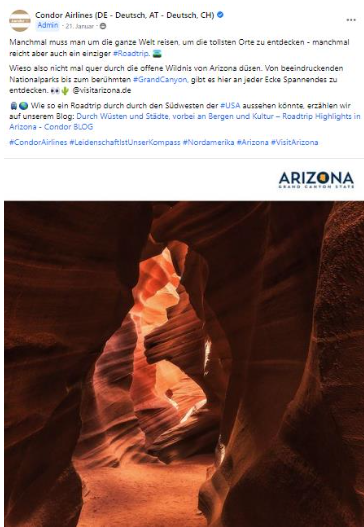 Condor Airlines (DE - Deutsch, AT - Deutsch, CH)
Admin · 21. Januar ·
Manchmal muss man um die ganze Welt reisen, um die tollsten Orte zu entdecken – manchmal
reicht aber auch ein einziger #Roadtrip. 🏞️
Wieso also nicht mal quer durch die offene Wildnis von Arizona düsen. Von beeindruckenden
Nationalparks bis zum berühmten #GrandCanyon, gibt es hier an jeder Ecke Spannendes zu
entdecken. 👀🌵 @visitarizona.de
🌎 Wie so ein Roadtrip durch durch den Südwesten der #USA aussehen könnte, erzählen wir
auf unserem Blog: Durch Wüsten und Städte, vorbei an Bergen und Kultur – Roadtrip Highlights in
Arizona - Condor BLOG
#CondorAirlines #LeidenschaftIstUnserKompass #Nordamerika #Arizona #VisitArizona
ARIZONA
GRAND CANYON STATE